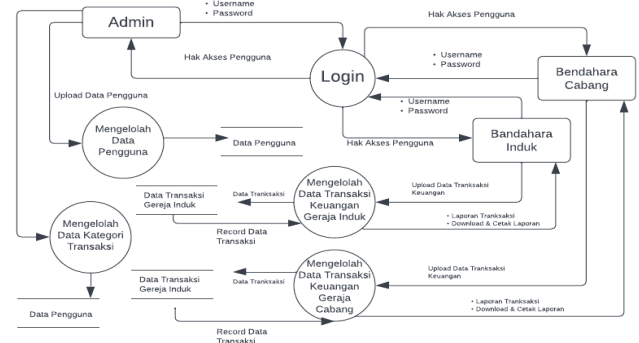 • Username
• Password
Hak Akses Pengguna
Admin
• Username
• Password
Hak Akses Pengguna
Login
Bendahara
Cabang
Upload Data Pengguna
• Username
• Password
Mengelolah
Data
Pengguna
Data Pengguna
Hak Akses Pengguna
Bandahara
Induk
Mengelolah
Data Transaksi
Keuangan
Geraja Induk
Data Transaksi
Gereja Induk
Data Tranksaksi
Upload Data Tranksaksi
Keuangan
Record Data
Transaksi
• Laporan Tranksaksi
• Download & Cetak Laporan
Mengelolah
Data Kategori
Transaksi
Mengelolah
Data Transaksi
Keuangan
Geraja
Cabang
Data Transaksi
Gereja Induk
Data Tranksaksi
Upload Data Tranksaksi
Keuangan
Data Pengguna
Record Data
Transaksi
• Laporan Tranksaksi
• Download & Cetak Laporan